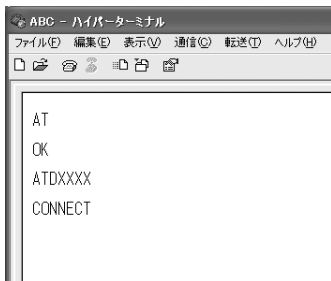 ABC - ハイパーターミナル
ファイル(F) 編集(E) 表示(V) 通信(C) 転送(T) ヘルプ(H)
AT
OK
ATDXXXX
CONNECT